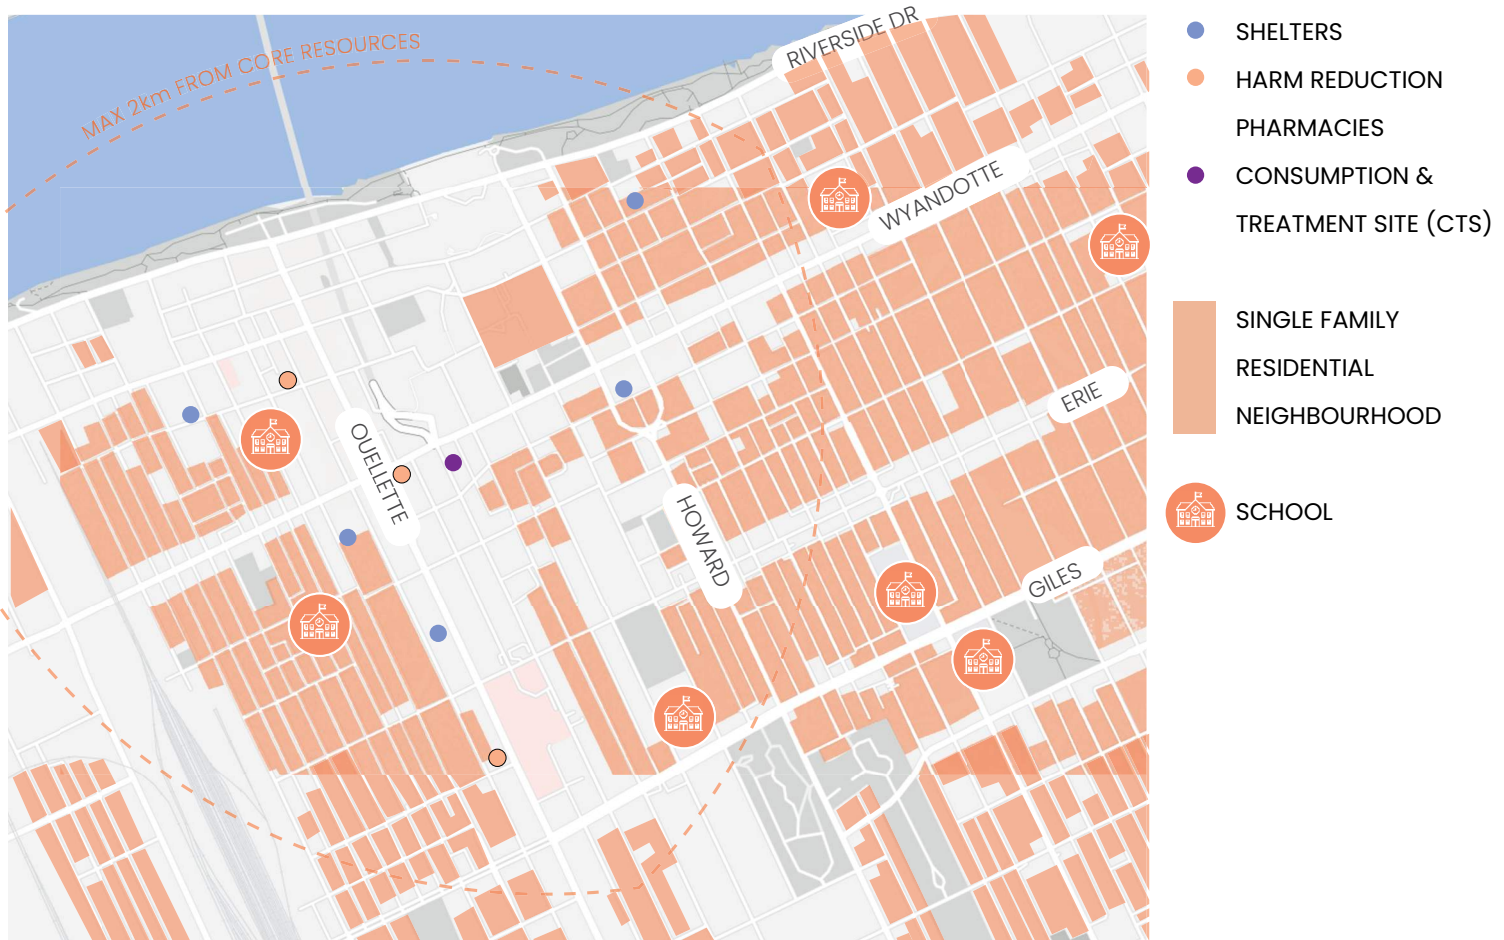 MAX 2km FROM CORE RESOURCES
RIVERSIDE DR
WYANDOTTE
ERIE
OUELLETTE
HOWARD
GILES
SHELTERS
HARM REDUCTION
PHARMACIES
CONSUMPTION &
TREATMENT SITE (CTS)
SINGLE FAMILY
RESIDENTIAL
NEIGHBOURHOOD
SCHOOL